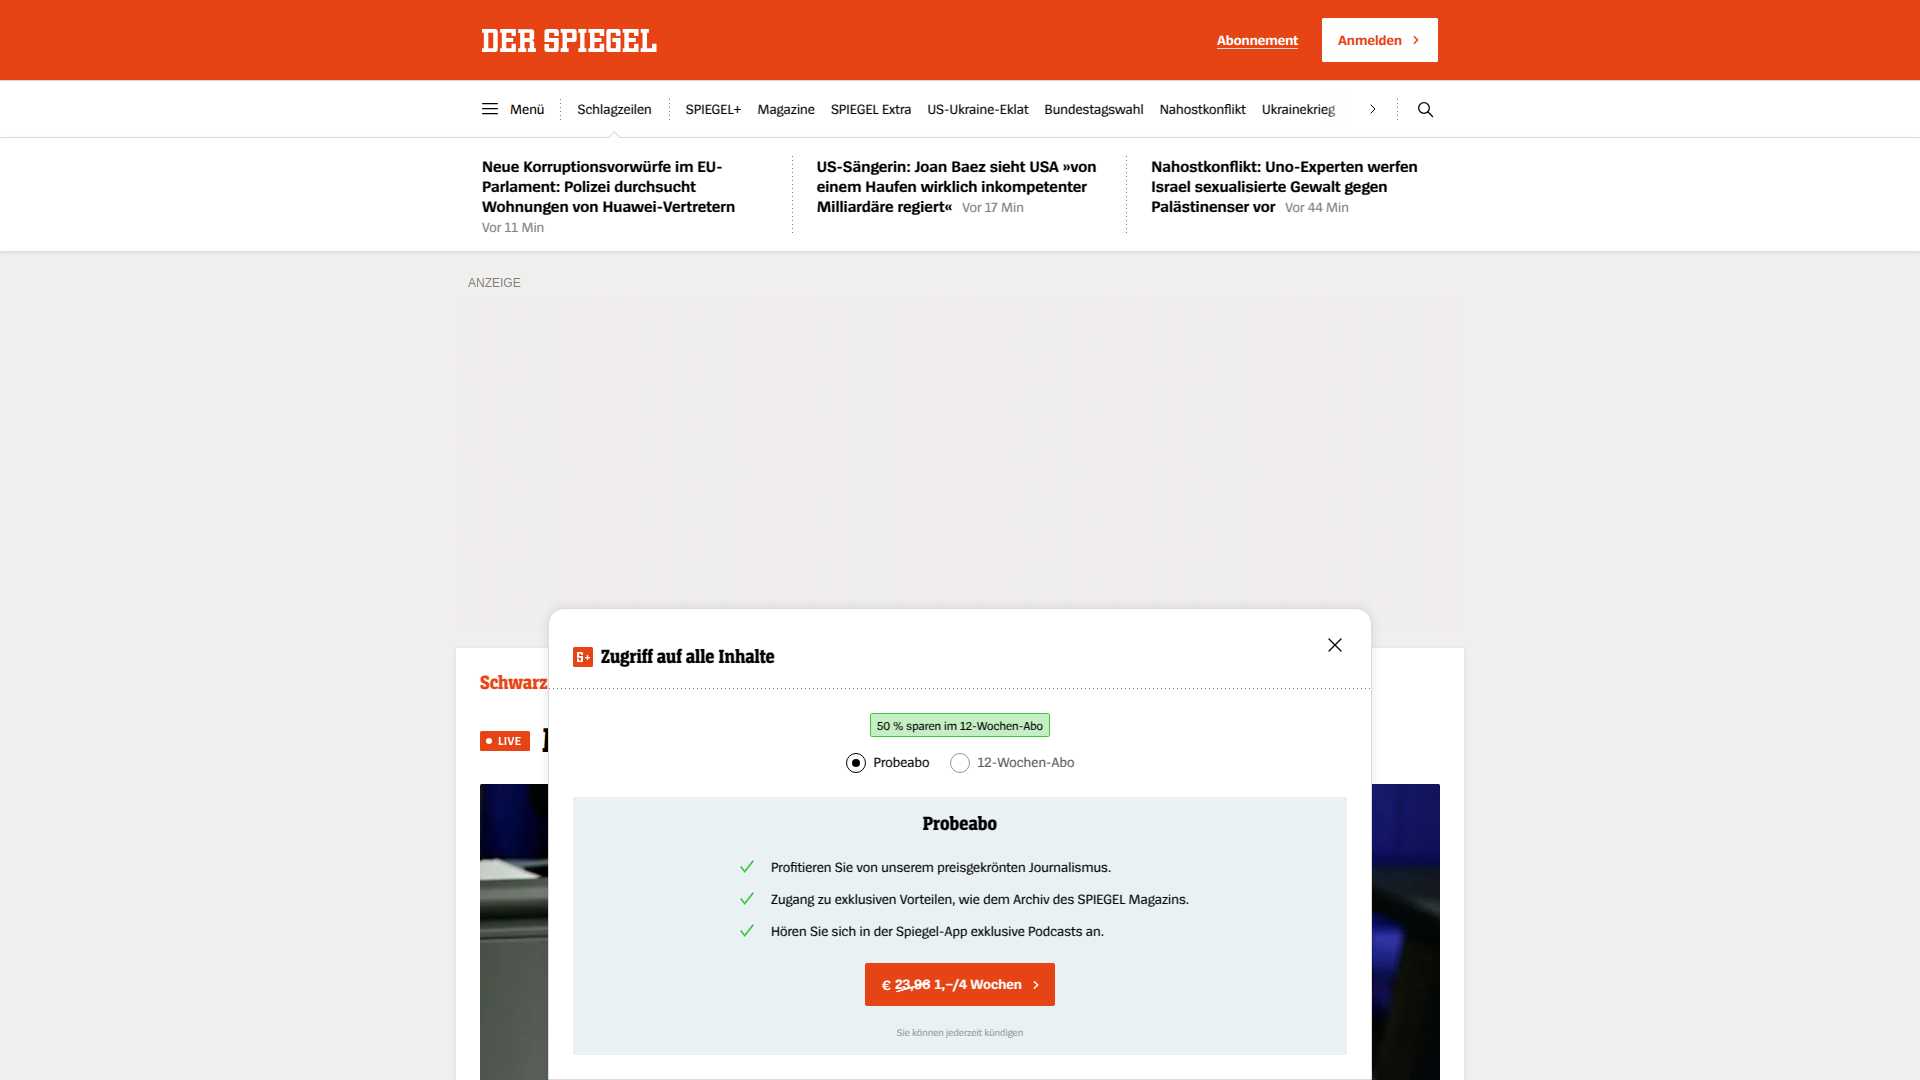 DER SPIEGEL
Abonnement
Anmelden
Menü
Schlagzeilen
SPIEGEL+
Magazine
SPIEGEL Extra
US-Ukraine-Eklat
Bundestagswahl
Nahostkonflikt
Ukrainekrieg
Neue Korruptionsvorwürfe im EU-
Parlament: Polizei durchsucht
Wohnungen von Huawei-Vertretern
Vor 11 Min
US-Sängerin: Joan Baez sieht USA »von
einem Haufen wirklich inkompetenter
Milliardäre regiert« Vor 17 Min
Nahostkonflikt: Uno-Experten werfen
Israel sexualisierte Gewalt gegen
Palästinenser vor Vor 44 Min
ANZEIGE
Schwarz
LIVE
Zugriff auf alle Inhalte
50 % sparen im 12-Wochen-Abo
Probeabo
12-Wochen-Abo
Probeabo
Profitieren Sie von unserem preisgekrönten Journalismus.
Zugang zu exklusiven Vorteilen, wie dem Archiv des SPIEGEL Magazins.
Hören Sie sich in der Spiegel-App exklusive Podcasts an.
€ 23,96 1,–/4 Wochen
Sie können jederzeit kündigen